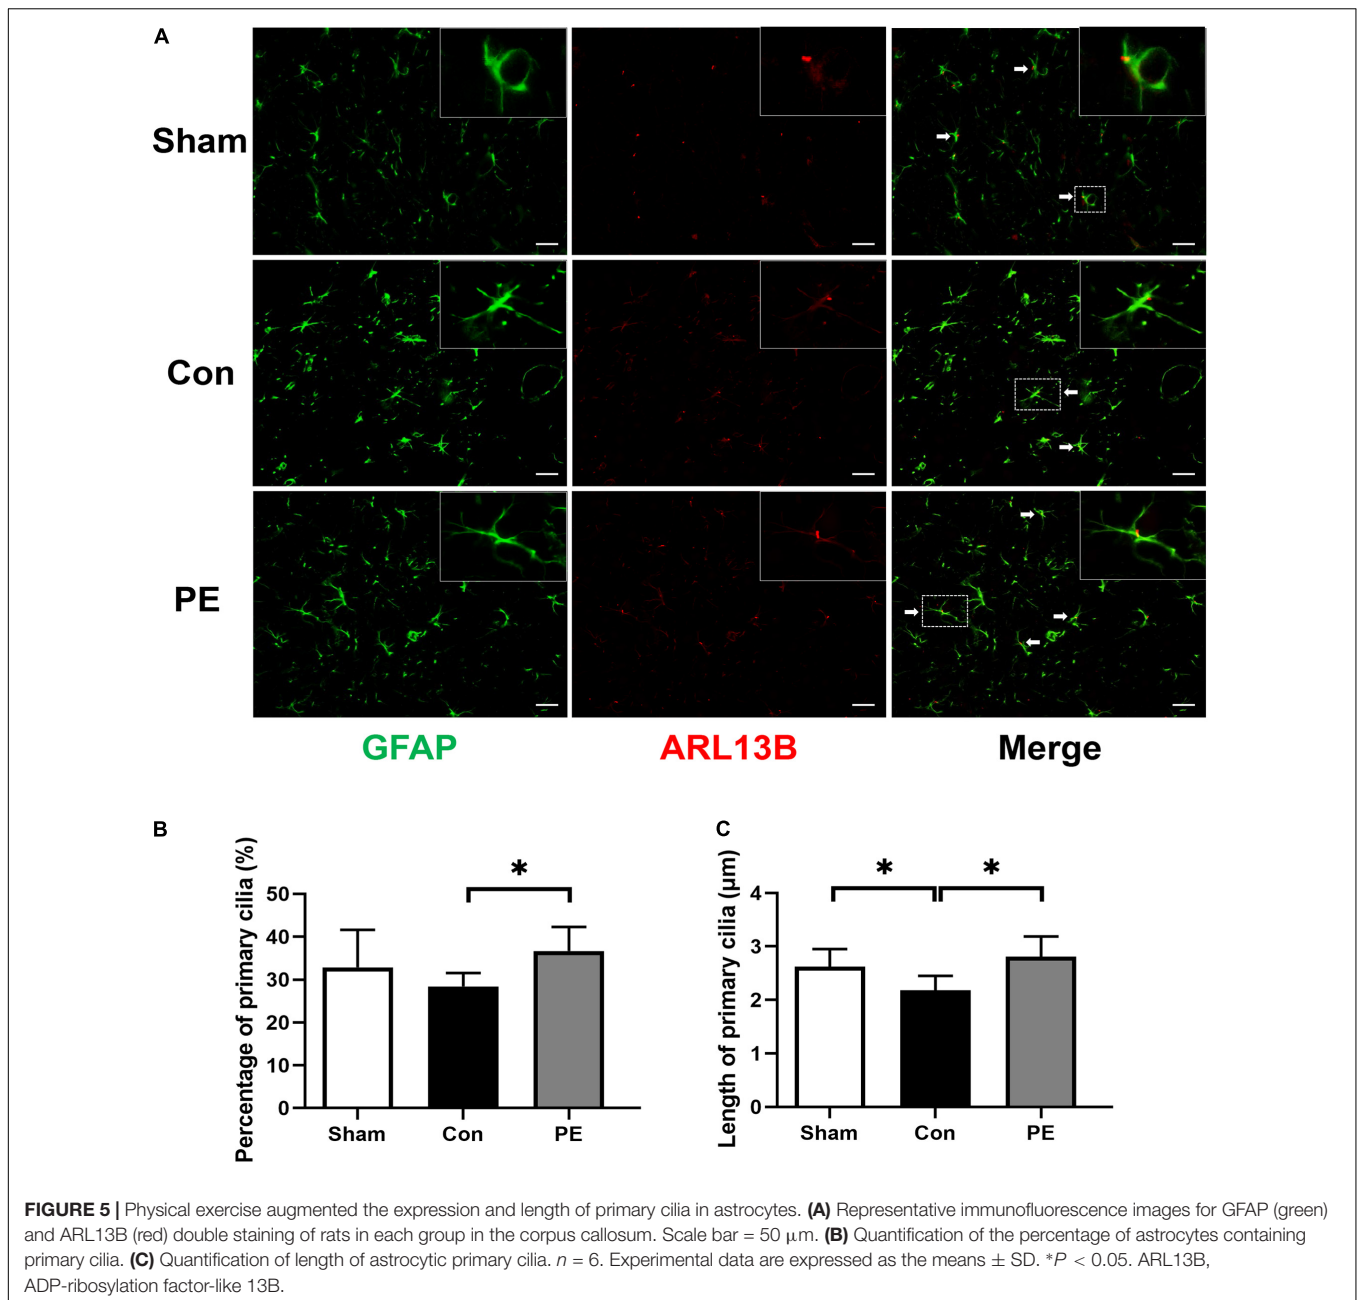 A
Sham
Con
PE
GFAP ARL13B Merge
B
Percentage of primary cilia (%)
50
40
30
20
10
0
*
Sham Con PE
C
Length of primary cilia (μm)
4
3
2
1
0
* *
Sham Con PE
FIGURE 5 | Physical exercise augmented the expression and length of primary cilia in astrocytes. (A) Representative immunofluorescence images for GFAP (green)
and ARL13B (red) double staining of rats in each group in the corpus callosum. Scale bar = 50 μm. (B) Quantification of the percentage of astrocytes containing
primary cilia. (C) Quantification of length of astrocytic primary cilia. n = 6. Experimental data are expressed as the means ± SD. *P < 0.05. ARL13B,
ADP-ribosylation factor-like 13B.